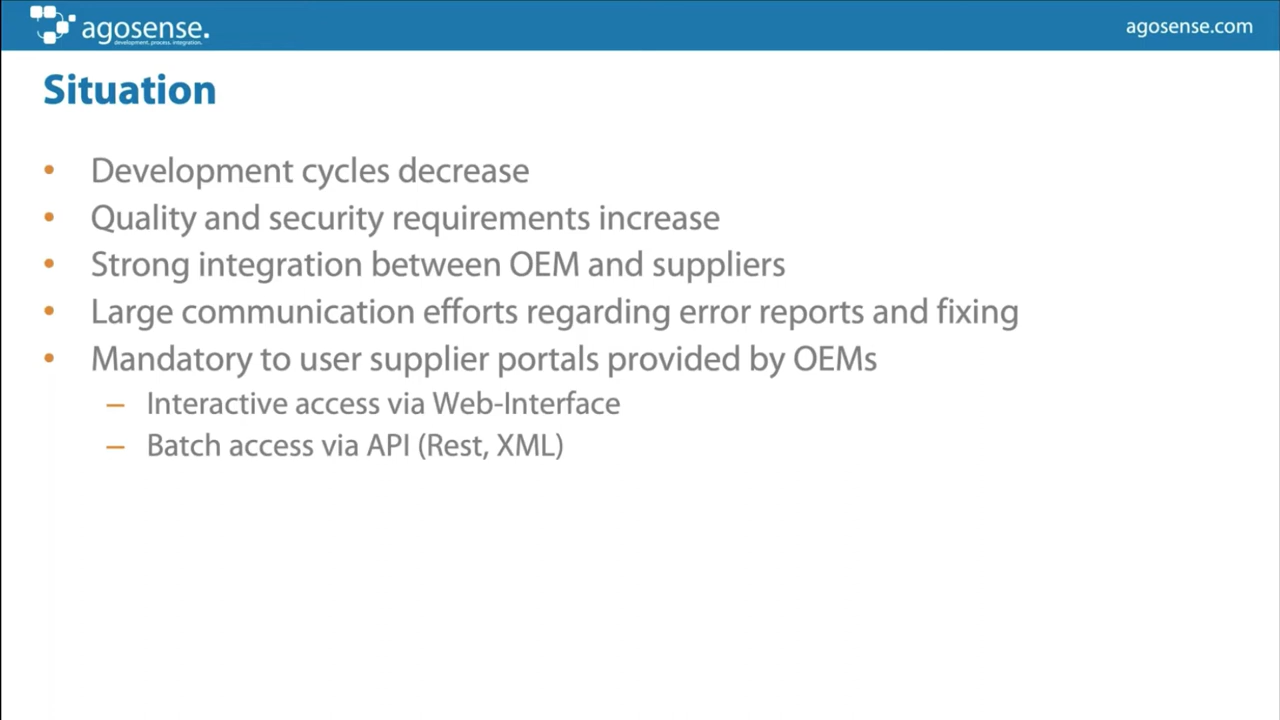 agosense.
development, process, integration.
agosense.com
Situation
• Development cycles decrease
• Quality and security requirements increase
• Strong integration between OEM and suppliers
• Large communication efforts regarding error reports and fixing
• Mandatory to user supplier portals provided by OEMs
– Interactive access via Web-Interface
– Batch access via API (Rest, XML)